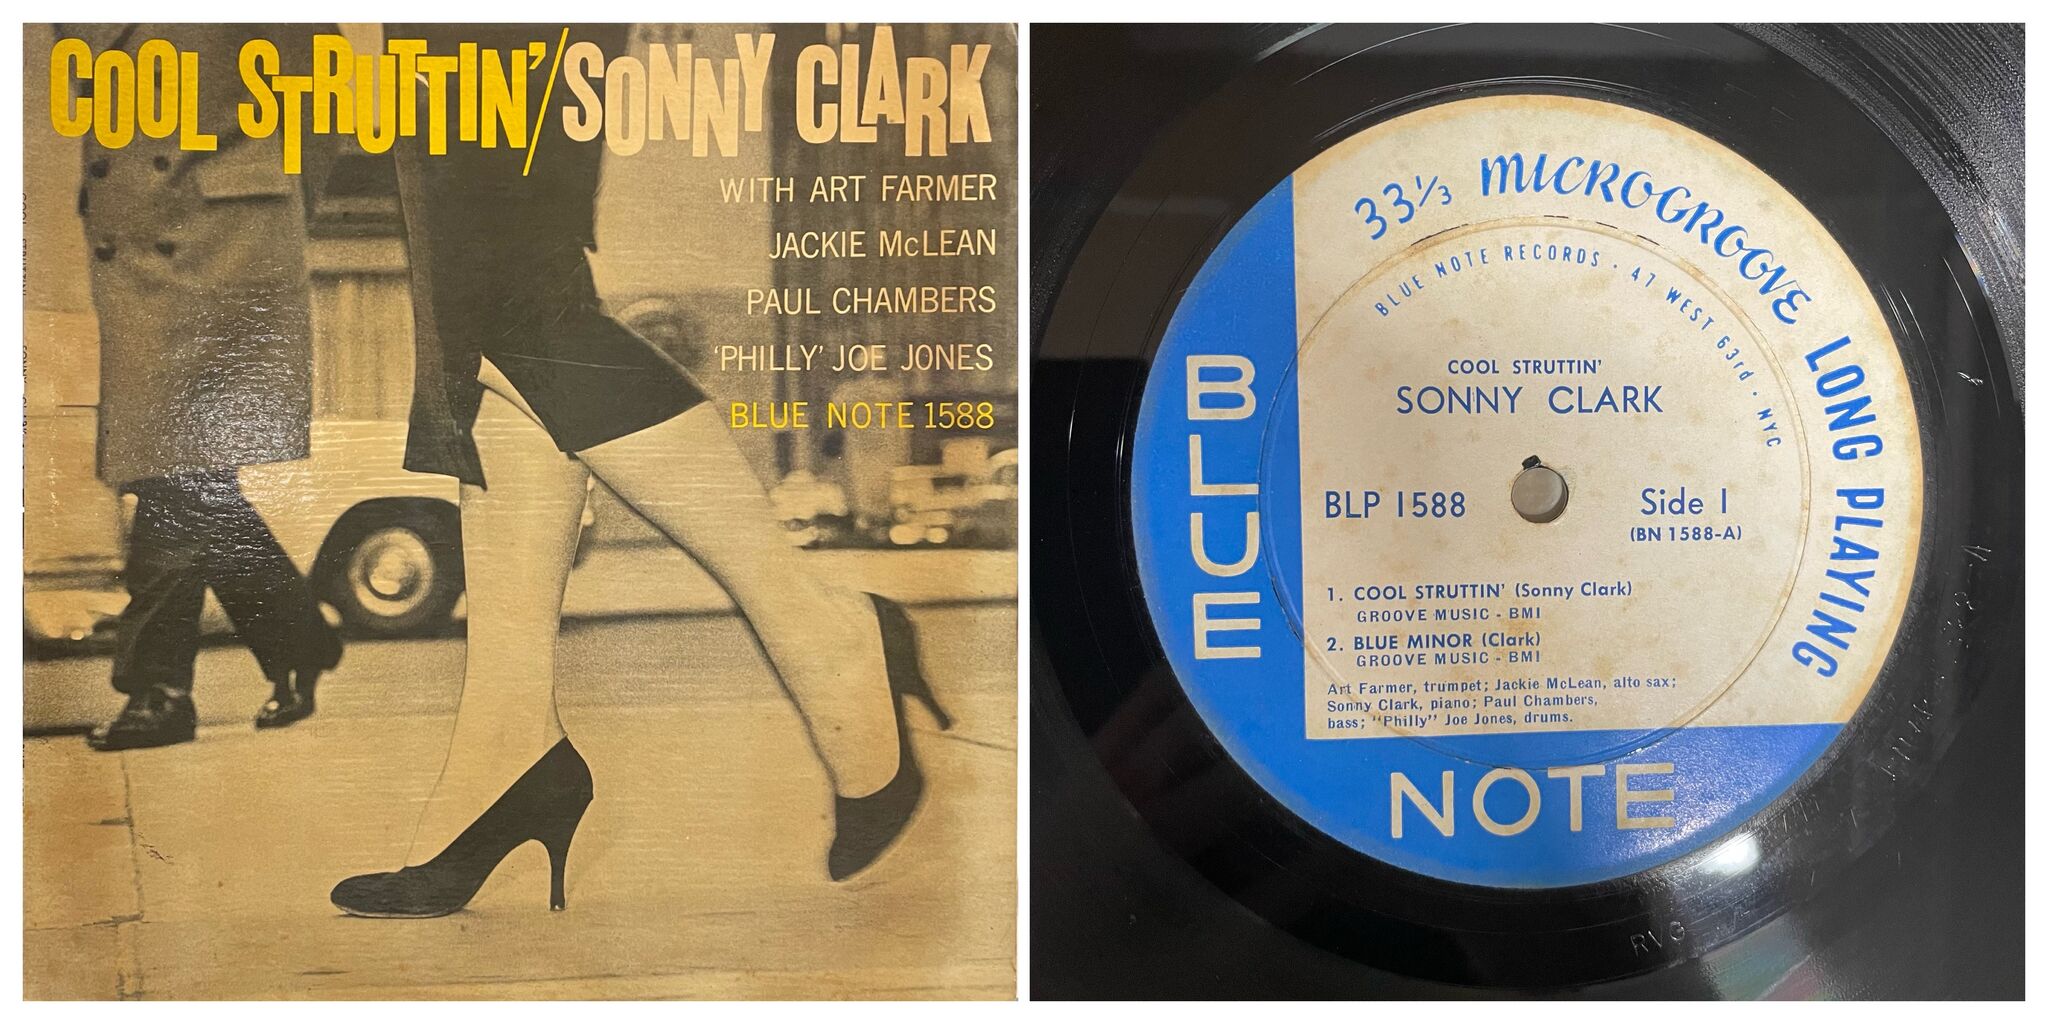 COOL STRUTTIN'/SONNY CLARK
WITH ART FARMER
JACKIE McLEAN
PAUL CHAMBERS
'PHILLY' JOE JONES
BLUE NOTE 1588
33⅓ MICROGROOVE LONG PLAYING
BLUE NOTE RECORDS · 47 WEST 63rd · NYC
COOL STRUTTIN'
SONNY CLARK
BLP 1588
Side 1
(BN 1588-A)
1. COOL STRUTTIN' (Sonny Clark)
GROOVE MUSIC - BMI
2. BLUE MINOR (Clark)
GROOVE MUSIC - BMI
Art Farmer, trumpet; Jackie McLean, alto sax;
Sonny Clark, piano; Paul Chambers,
bass; "Philly" Joe Jones, drums.
BLUE
NOTE
RVG